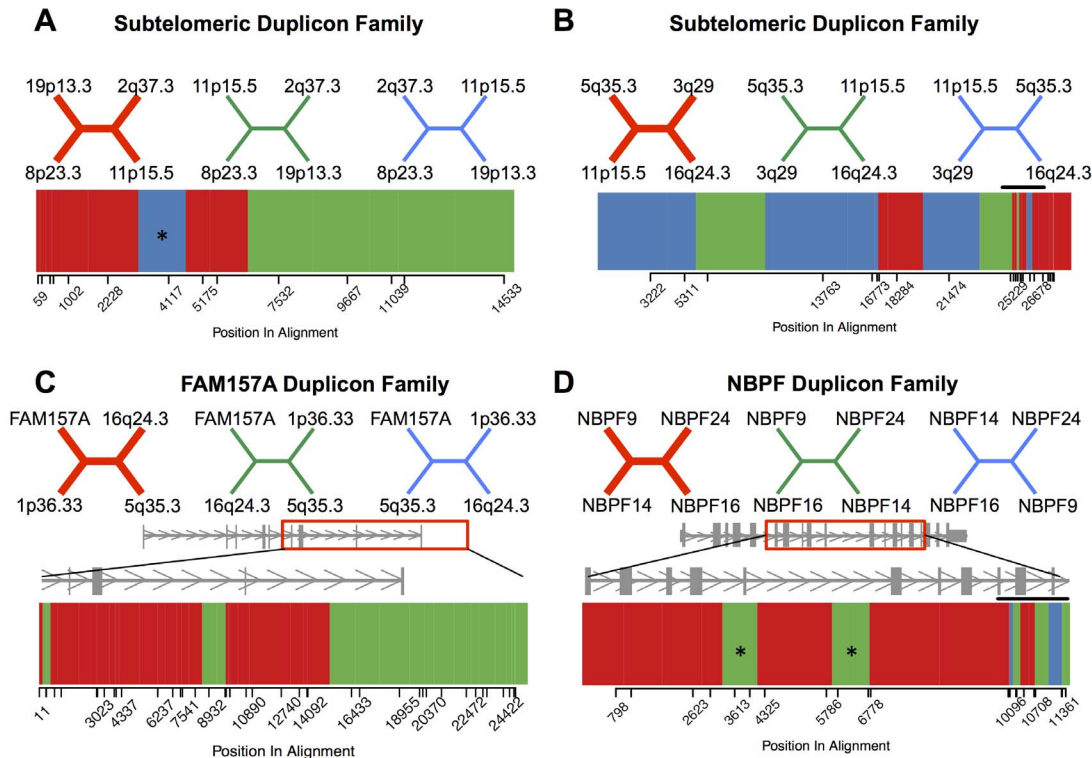 A
Subtelomeric Duplicon Family
19p13.3 2q37.3 11p15.5 2q37.3 2q37.3 11p15.5
8p23.3 11p15.5 8p23.3 19p13.3 8p23.3 19p13.3
*
59 1002 2228 4117 5175 7532 9667 11039 14533
Position In Alignment
B
Subtelomeric Duplicon Family
5q35.3 3q29 5q35.3 11p15.5 11p15.5 5q35.3
11p15.5 16q24.3 3q29 16q24.3 3q29 16q24.3
3222 5311 13763 16773 18284 21474 25229 26678
Position In Alignment
C
FAM157A Duplicon Family
FAM157A 16q24.3 FAM157A 1p36.33 FAM157A 1p36.33
1p36.33 5q35.3 16q24.3 5q35.3 5q35.3 16q24.3
11 3023 4337 6237 7541 8932 10890 12740 14092 16433 18955 20370 22472 24422
Position In Alignment
D
NBPF Duplicon Family
NBPF9 NBPF24 NBPF9 NBPF24 NBPF14 NBPF24
NBPF14 NBPF16 NBPF16 NBPF14 NBPF16 NBPF9
* *
798 2623 3613 4325 5786 6778 10096 10708 11361
Position In Alignment